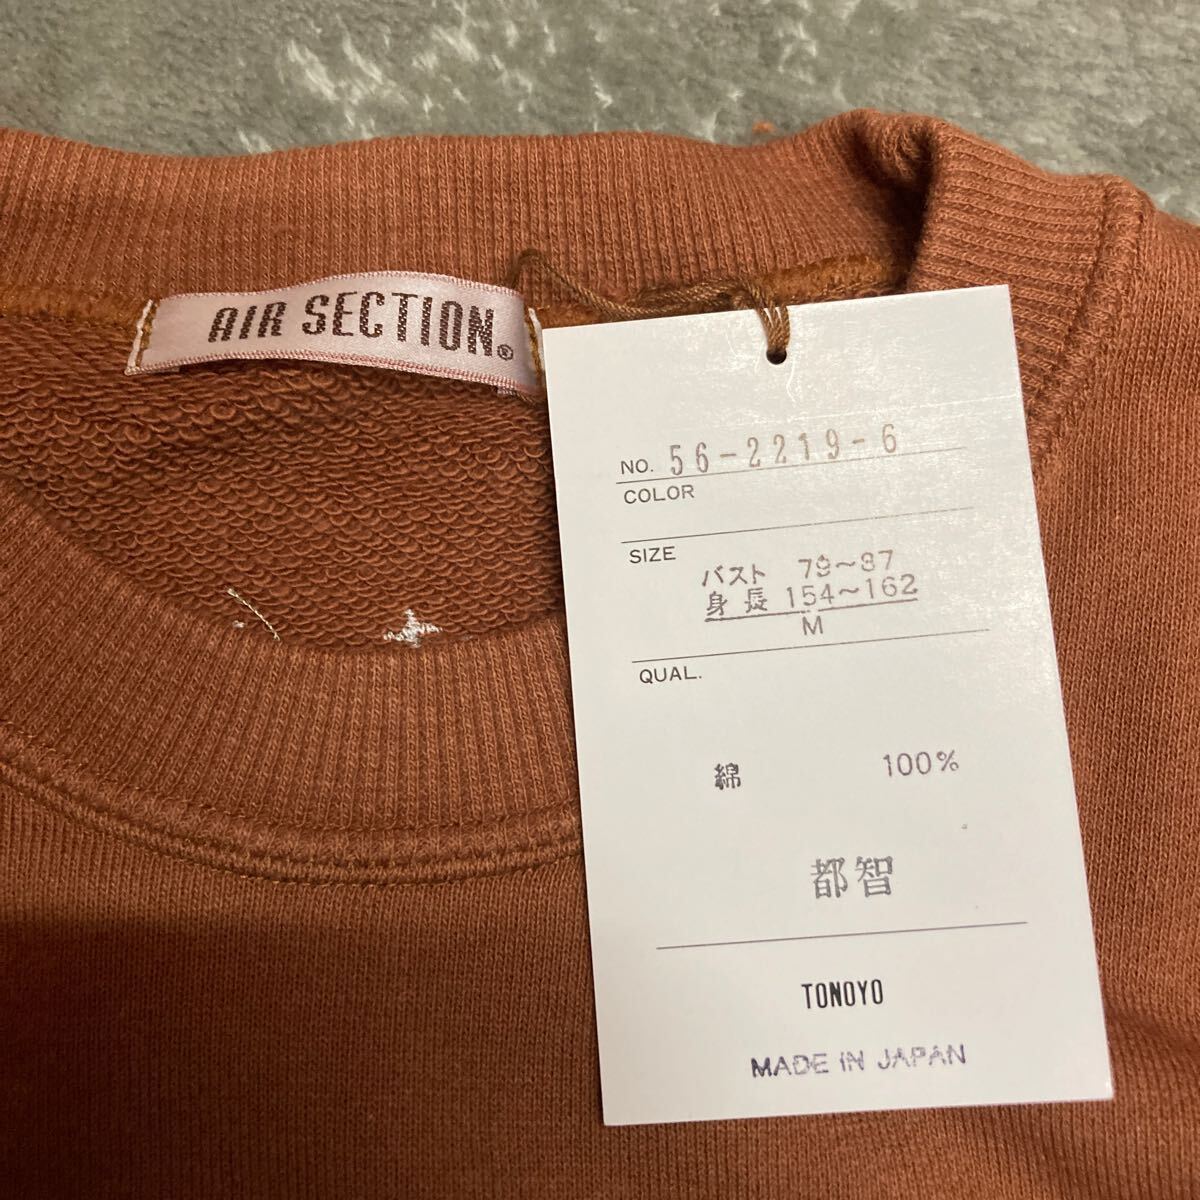 AIR SECTION®
NO. 56-2219-6
COLOR
SIZE
バスト 79～87
身長 154～162
M
QUAL.
綿 100%
都智
TONOYO
MADE IN JAPAN